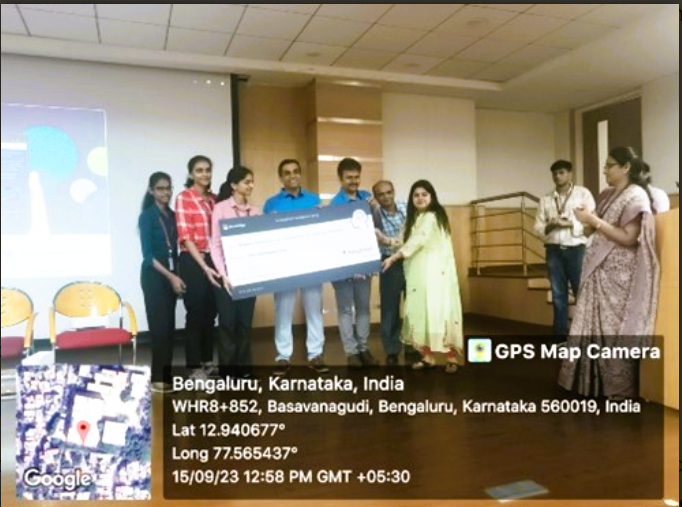 GPS Map Camera
Bengaluru, Karnataka, India
WHR8+852, Basavanagudi, Bengaluru, Karnataka 560019, India
Lat 12.940677°
Long 77.565437°
15/09/23 12:58 PM GMT +05:30
Google